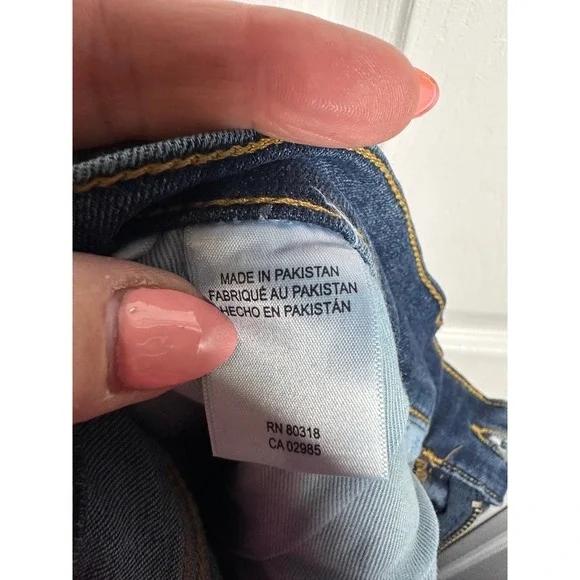 MADE IN PAKISTAN
FABRIQUÉ AU PAKISTAN
HECHO EN PAKISTÁN
RN 80318
CA 02985